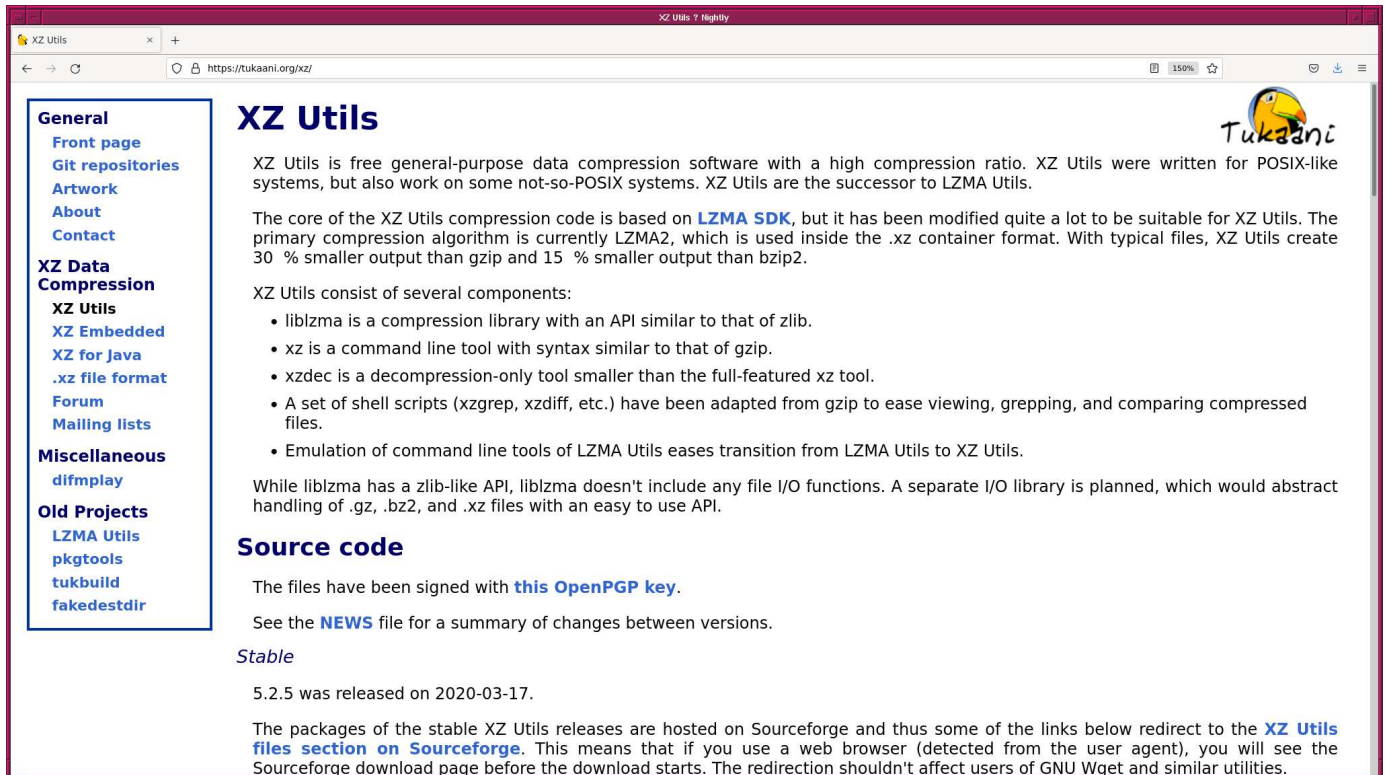 XZ Utils ? Nightly
XZ Utils × +
https://tukaani.org/xz/ 150%
General
Front page
Git repositories
Artwork
About
Contact
XZ Data
Compression
XZ Utils
XZ Embedded
XZ for Java
.xz file format
Forum
Mailing lists
Miscellaneous
difmplay
Old Projects
LZMA Utils
pkgtools
tukbuild
fakedestdir
XZ Utils
Tukaani
XZ Utils is free general-purpose data compression software with a high compression ratio. XZ Utils were written for POSIX-like
systems, but also work on some not-so-POSIX systems. XZ Utils are the successor to LZMA Utils.
The core of the XZ Utils compression code is based on LZMA SDK, but it has been modified quite a lot to be suitable for XZ Utils. The
primary compression algorithm is currently LZMA2, which is used inside the .xz container format. With typical files, XZ Utils create
30 % smaller output than gzip and 15 % smaller output than bzip2.
XZ Utils consist of several components:
• liblzma is a compression library with an API similar to that of zlib.
• xz is a command line tool with syntax similar to that of gzip.
• xzdec is a decompression-only tool smaller than the full-featured xz tool.
• A set of shell scripts (xzgrep, xzdiff, etc.) have been adapted from gzip to ease viewing, grepping, and comparing compressed
files.
• Emulation of command line tools of LZMA Utils eases transition from LZMA Utils to XZ Utils.
While liblzma has a zlib-like API, liblzma doesn't include any file I/O functions. A separate I/O library is planned, which would abstract
handling of .gz, .bz2, and .xz files with an easy to use API.
Source code
The files have been signed with this OpenPGP key.
See the NEWS file for a summary of changes between versions.
Stable
5.2.5 was released on 2020-03-17.
The packages of the stable XZ Utils releases are hosted on Sourceforge and thus some of the links below redirect to the XZ Utils
files section on Sourceforge. This means that if you use a web browser (detected from the user agent), you will see the
Sourceforge download page before the download starts. The redirection shouldn't affect users of GNU Wget and similar utilities.